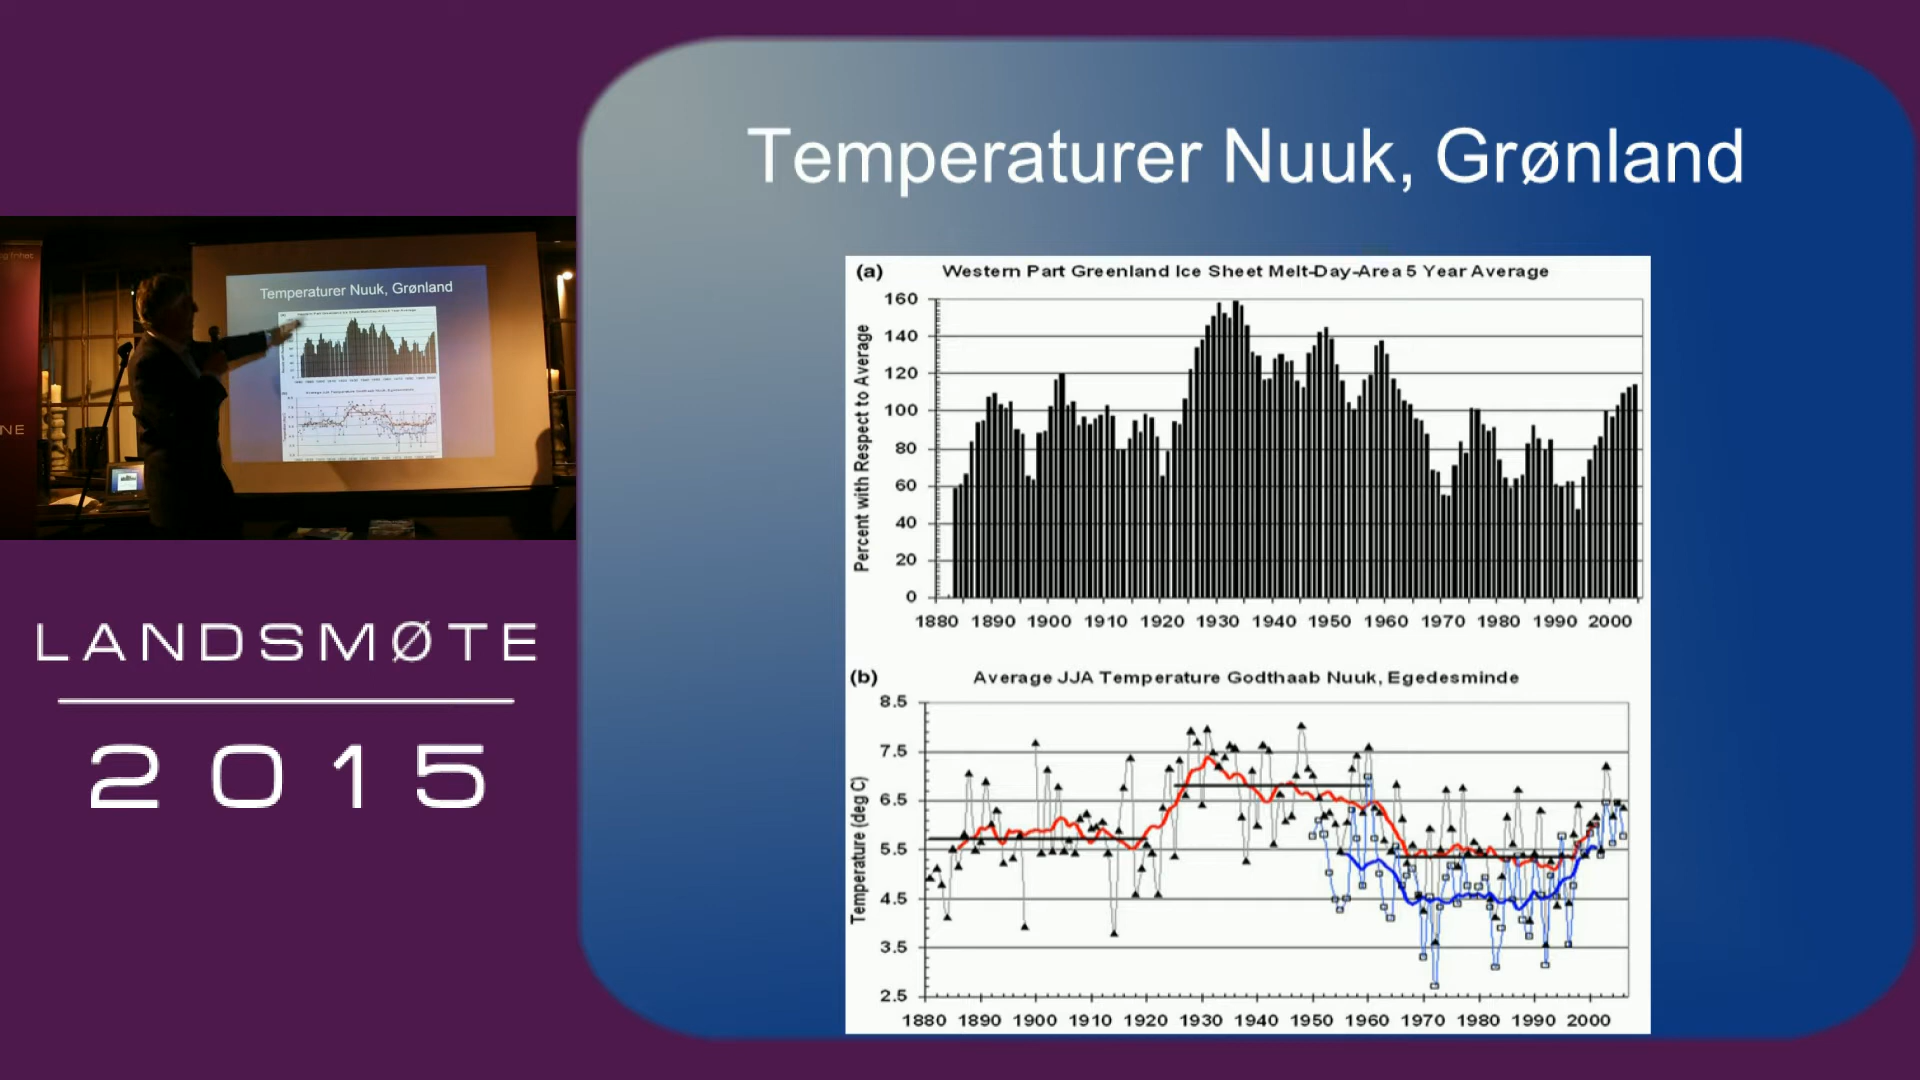 Temperaturer Nuuk, Grønland
(a) Western Part Greenland Ice Sheet Melt-Day-Area 5 Year Average
Percent with Respect to Average
160
140
120
100
80
60
40
20
0
1880 1890 1900 1910 1920 1930 1940 1950 1960 1970 1980 1990 2000
(b) Average JJA Temperature Godthaab Nuuk, Egedesminde
Temperature (deg C)
8.5
7.5
6.5
5.5
4.5
3.5
2.5
1880 1890 1900 1910 1920 1930 1940 1950 1960 1970 1980 1990 2000
Temperaturer Nuuk, Grønland
NE
LANDSMØTE
2015